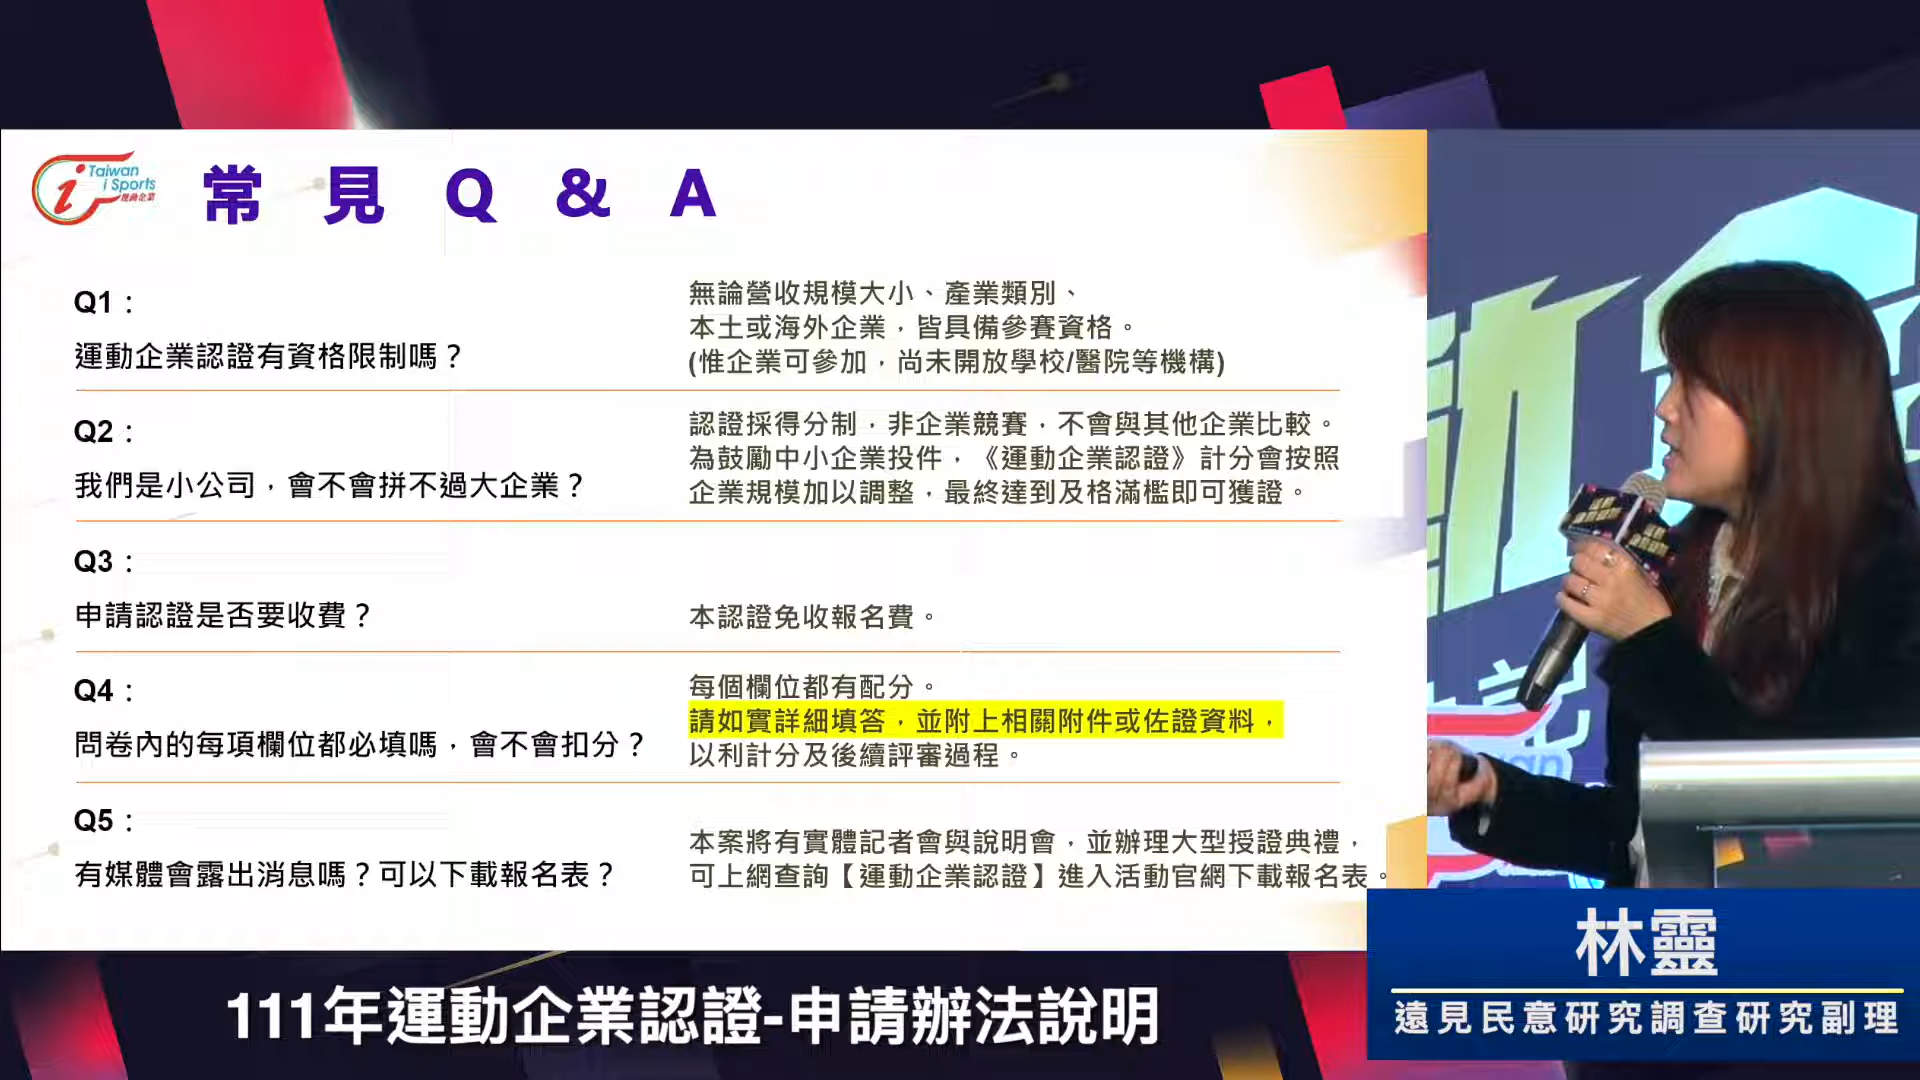 Taiwan
i Sports
運動企業
常見Q&A
Q1：
運動企業認證有資格限制嗎？
無論營收規模大小、產業類別、
本土或海外企業，皆具備參賽資格。
(惟企業可參加，尚未開放學校/醫院等機構)
Q2：
我們是小公司，會不會拼不過大企業？
認證採得分制，非企業競賽，不會與其他企業比較。
為鼓勵中小企業投件，《運動企業認證》計分會按照
企業規模加以調整，最終達到及格滿檻即可獲證。
Q3：
申請認證是否要收費？
本認證免收報名費。
Q4：
問卷內的每項欄位都必填嗎，會不會扣分？
每個欄位都有配分。
請如實詳細填答，並附上相關附件或佐證資料，
以利計分及後續評審過程。
Q5：
有媒體會露出消息嗎？可以下載報名表？
本案將有實體記者會與說明會，並辦理大型授證典禮，
可上網查詢【運動企業認證】進入活動官網下載報名表。
林靈
遠見民意研究調查研究副理
111年運動企業認證-申請辦法說明